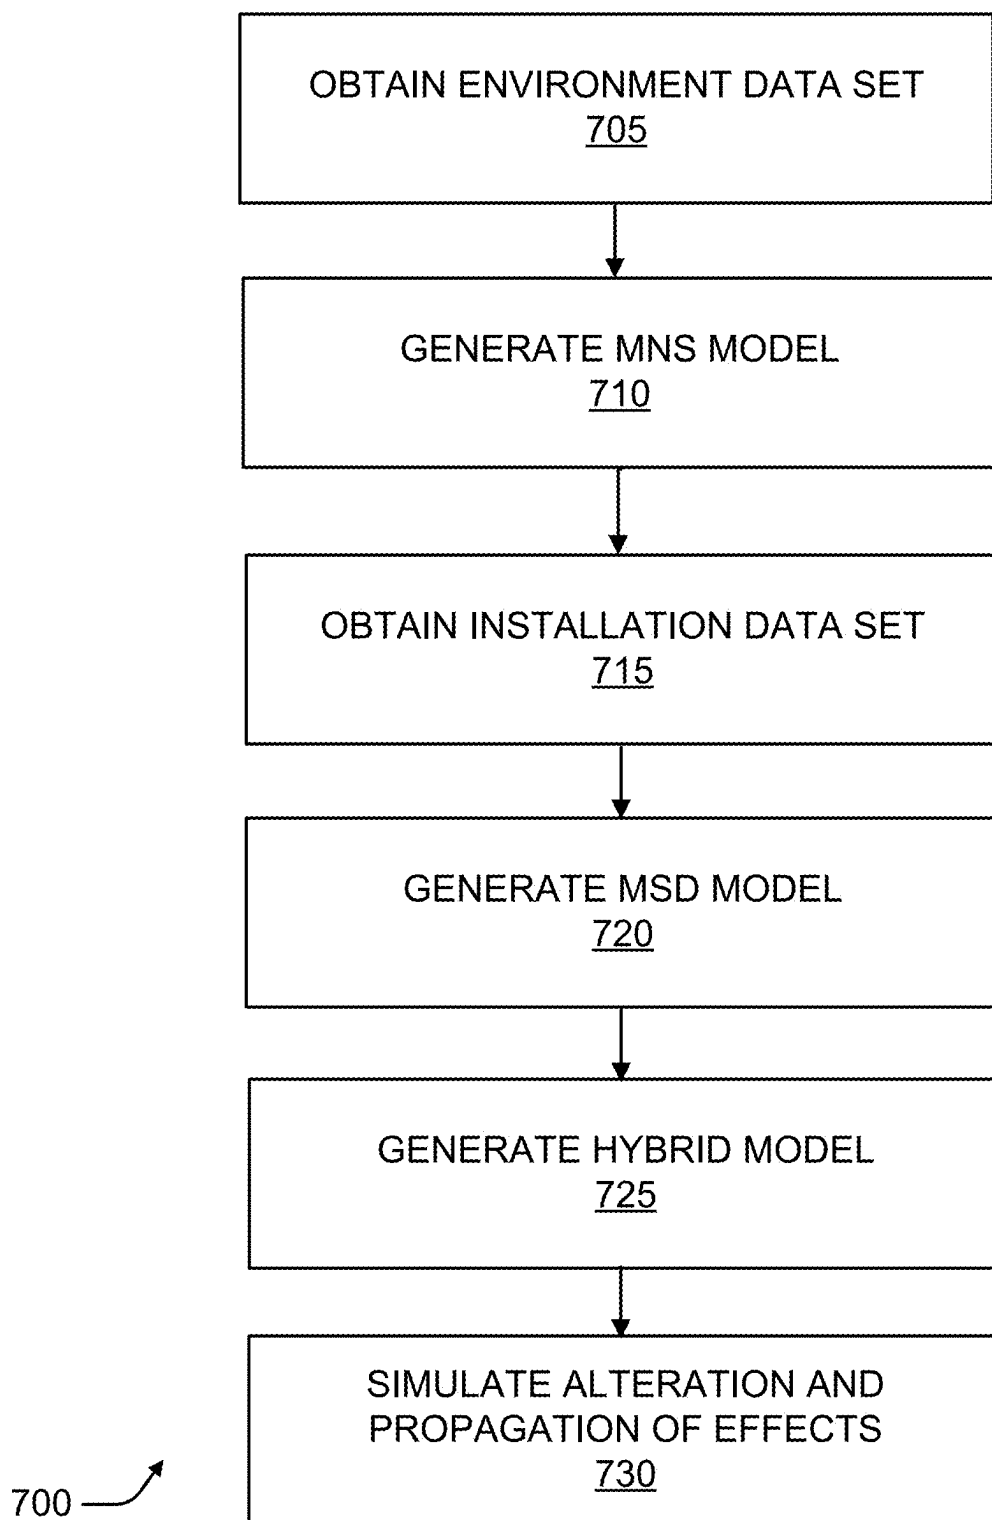 OBTAIN ENVIRONMENT DATA SET
705
GENERATE MNS MODEL
710
OBTAIN INSTALLATION DATA SET
715
GENERATE MSD MODEL
720
GENERATE HYBRID MODEL
725
SIMULATE ALTERATION AND
PROPAGATION OF EFFECTS
730
700